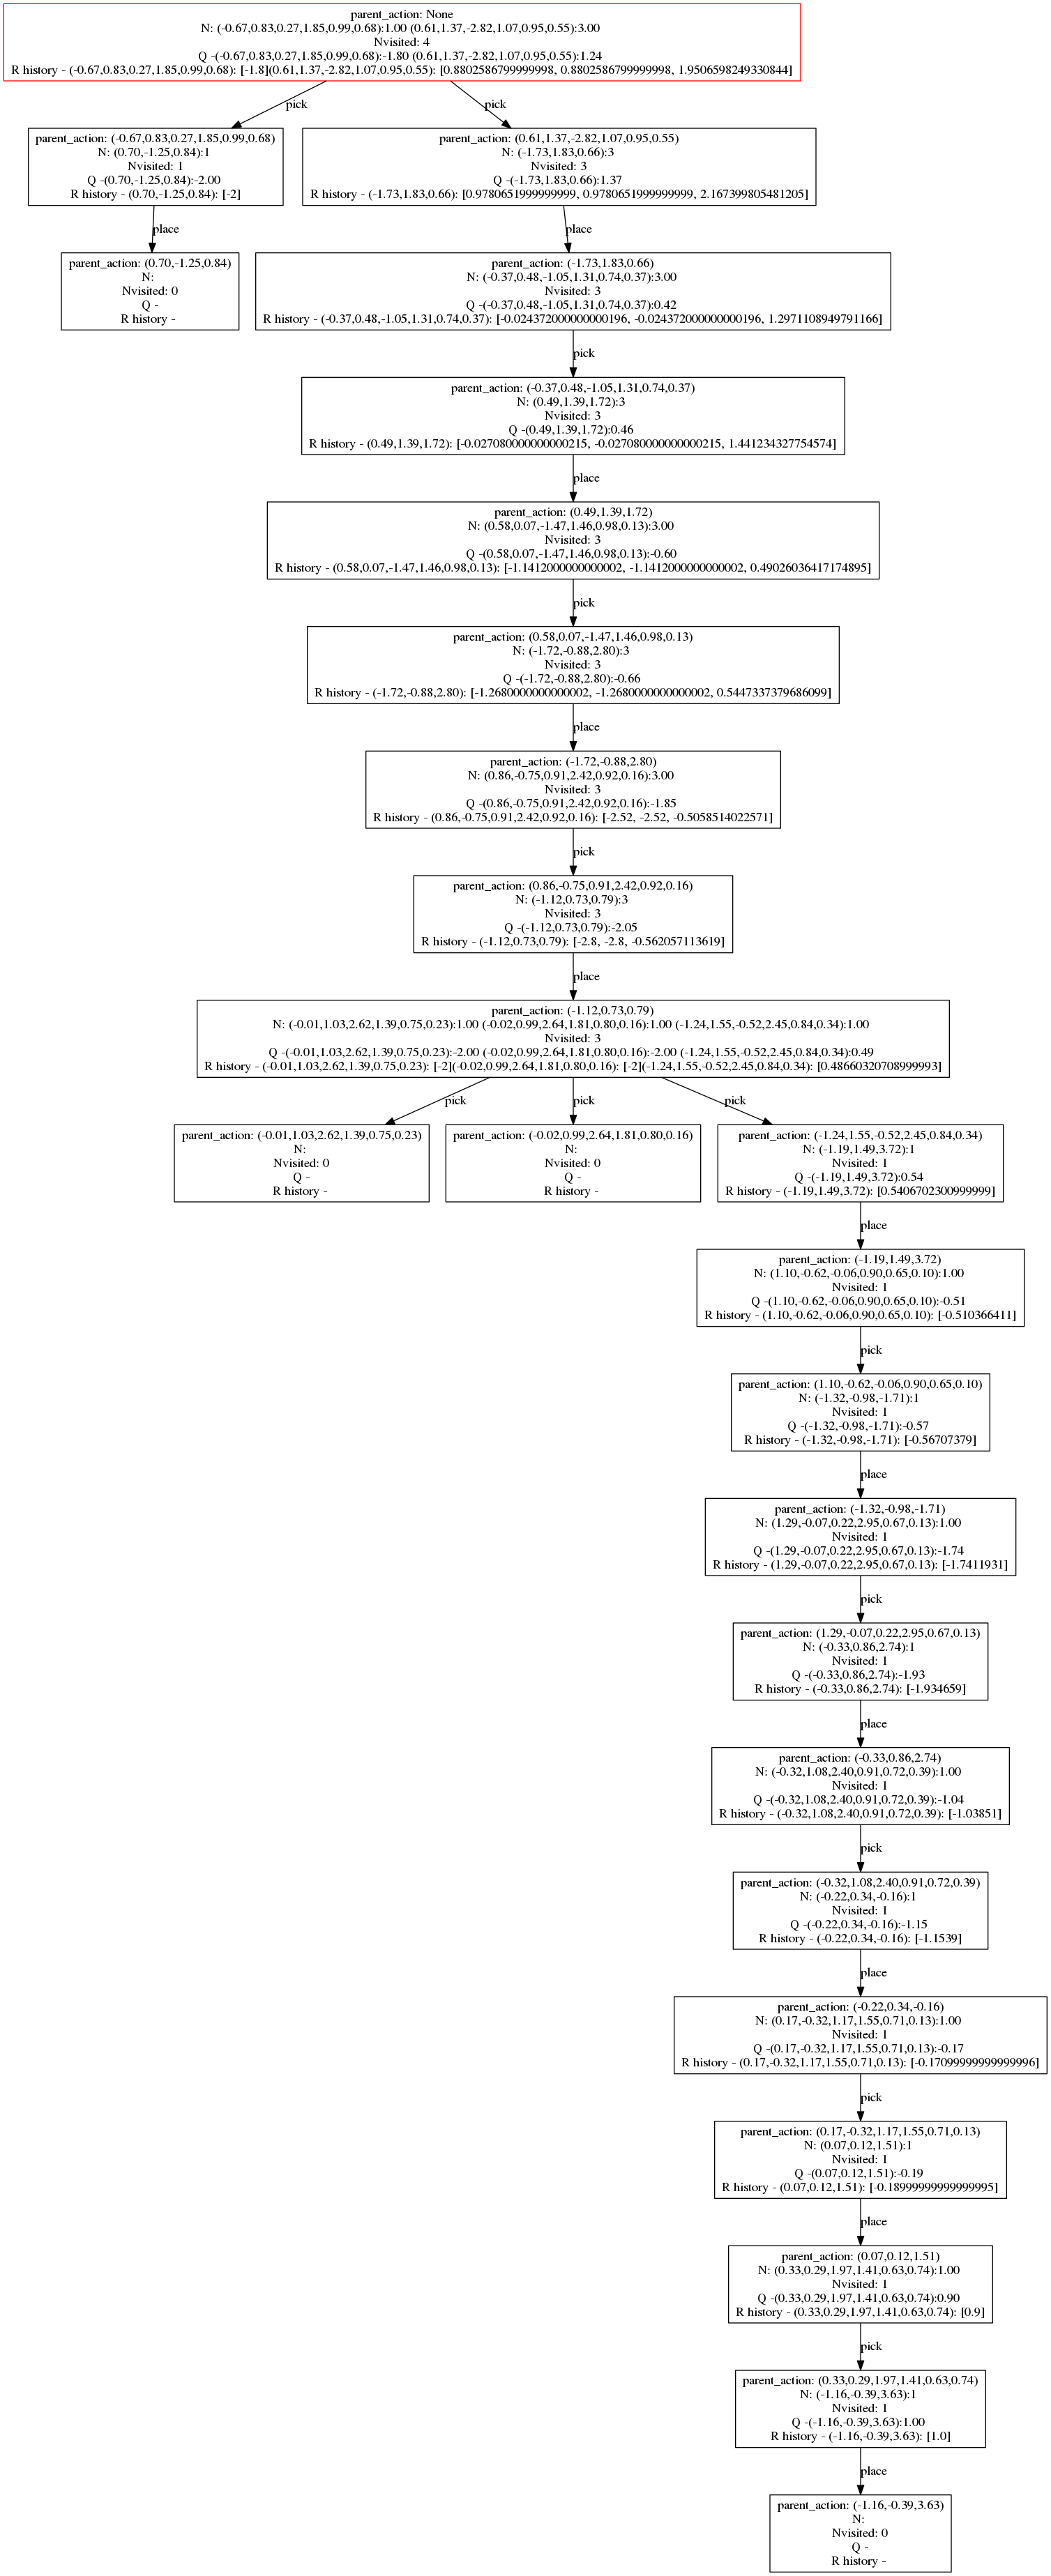 parent_action: None
N: (-0.67,0.83,0.27,1.85,0.99,0.68):1.00 (0.61,1.37,-2.82,1.07,0.95,0.55):3.00
Nvisited: 4
Q -(-0.67,0.83,0.27,1.85,0.99,0.68):-1.80 (0.61,1.37,-2.82,1.07,0.95,0.55):1.24
R history - (-0.67,0.83,0.27,1.85,0.99,0.68): [-1.8](0.61,1.37,-2.82,1.07,0.95,0.55): [0.8802586799999998, 0.8802586799999998, 1.9506598249330844]
pick
pick
parent_action: (-0.67,0.83,0.27,1.85,0.99,0.68)
N: (0.70,-1.25,0.84):1
Nvisited: 1
Q -(0.70,-1.25,0.84):-2.00
R history - (0.70,-1.25,0.84): [-2]
parent_action: (0.61,1.37,-2.82,1.07,0.95,0.55)
N: (-1.73,1.83,0.66):3
Nvisited: 3
Q -(-1.73,1.83,0.66):1.37
R history - (-1.73,1.83,0.66): [0.9780651999999999, 0.9780651999999999, 2.167399805481205]
place
place
parent_action: (0.70,-1.25,0.84)
N:
Nvisited: 0
Q -
R history -
parent_action: (-1.73,1.83,0.66)
N: (-0.37,0.48,-1.05,1.31,0.74,0.37):3.00
Nvisited: 3
Q -(-0.37,0.48,-1.05,1.31,0.74,0.37):0.42
R history - (-0.37,0.48,-1.05,1.31,0.74,0.37): [-0.024372000000000196, -0.024372000000000196, 1.2971108949791166]
pick
parent_action: (-0.37,0.48,-1.05,1.31,0.74,0.37)
N: (0.49,1.39,1.72):3
Nvisited: 3
Q -(0.49,1.39,1.72):0.46
R history - (0.49,1.39,1.72): [-0.027080000000000215, -0.027080000000000215, 1.441234327754574]
place
parent_action: (0.49,1.39,1.72)
N: (0.58,0.07,-1.47,1.46,0.98,0.13):3.00
Nvisited: 3
Q -(0.58,0.07,-1.47,1.46,0.98,0.13):-0.60
R history - (0.58,0.07,-1.47,1.46,0.98,0.13): [-1.1412000000000002, -1.1412000000000002, 0.49026036417174895]
pick
parent_action: (0.58,0.07,-1.47,1.46,0.98,0.13)
N: (-1.72,-0.88,2.80):3
Nvisited: 3
Q -(-1.72,-0.88,2.80):-0.66
R history - (-1.72,-0.88,2.80): [-1.2680000000000002, -1.2680000000000002, 0.5447337379686099]
place
parent_action: (-1.72,-0.88,2.80)
N: (0.86,-0.75,0.91,2.42,0.92,0.16):3.00
Nvisited: 3
Q -(0.86,-0.75,0.91,2.42,0.92,0.16):-1.85
R history - (0.86,-0.75,0.91,2.42,0.92,0.16): [-2.52, -2.52, -0.5058514022571]
pick
parent_action: (0.86,-0.75,0.91,2.42,0.92,0.16)
N: (-1.12,0.73,0.79):3
Nvisited: 3
Q -(-1.12,0.73,0.79):-2.05
R history - (-1.12,0.73,0.79): [-2.8, -2.8, -0.562057113619]
place
parent_action: (-1.12,0.73,0.79)
N: (-0.01,1.03,2.62,1.39,0.75,0.23):1.00 (-0.02,0.99,2.64,1.81,0.80,0.16):1.00 (-1.24,1.55,-0.52,2.45,0.84,0.34):1.00
Nvisited: 3
Q -(-0.01,1.03,2.62,1.39,0.75,0.23):-2.00 (-0.02,0.99,2.64,1.81,0.80,0.16):-2.00 (-1.24,1.55,-0.52,2.45,0.84,0.34):0.49
R history - (-0.01,1.03,2.62,1.39,0.75,0.23): [-2](-0.02,0.99,2.64,1.81,0.80,0.16): [-2](-1.24,1.55,-0.52,2.45,0.84,0.34): [0.48660320708999993]
pick
pick
pick
parent_action: (-0.01,1.03,2.62,1.39,0.75,0.23)
N:
Nvisited: 0
Q -
R history -
parent_action: (-0.02,0.99,2.64,1.81,0.80,0.16)
N:
Nvisited: 0
Q -
R history -
parent_action: (-1.24,1.55,-0.52,2.45,0.84,0.34)
N: (-1.19,1.49,3.72):1
Nvisited: 1
Q -(-1.19,1.49,3.72):0.54
R history - (-1.19,1.49,3.72): [0.5406702300999999]
place
parent_action: (-1.19,1.49,3.72)
N: (1.10,-0.62,-0.06,0.90,0.65,0.10):1.00
Nvisited: 1
Q -(1.10,-0.62,-0.06,0.90,0.65,0.10):-0.51
R history - (1.10,-0.62,-0.06,0.90,0.65,0.10): [-0.510366411]
pick
parent_action: (1.10,-0.62,-0.06,0.90,0.65,0.10)
N: (-1.32,-0.98,-1.71):1
Nvisited: 1
Q -(-1.32,-0.98,-1.71):-0.57
R history - (-1.32,-0.98,-1.71): [-0.56707379]
place
parent_action: (-1.32,-0.98,-1.71)
N: (1.29,-0.07,0.22,2.95,0.67,0.13):1.00
Nvisited: 1
Q -(1.29,-0.07,0.22,2.95,0.67,0.13):-1.74
R history - (1.29,-0.07,0.22,2.95,0.67,0.13): [-1.7411931]
pick
parent_action: (1.29,-0.07,0.22,2.95,0.67,0.13)
N: (-0.33,0.86,2.74):1
Nvisited: 1
Q -(-0.33,0.86,2.74):-1.93
R history - (-0.33,0.86,2.74): [-1.934659]
place
parent_action: (-0.33,0.86,2.74)
N: (-0.32,1.08,2.40,0.91,0.72,0.39):1.00
Nvisited: 1
Q -(-0.32,1.08,2.40,0.91,0.72,0.39):-1.04
R history - (-0.32,1.08,2.40,0.91,0.72,0.39): [-1.03851]
pick
parent_action: (-0.32,1.08,2.40,0.91,0.72,0.39)
N: (-0.22,0.34,-0.16):1
Nvisited: 1
Q -(-0.22,0.34,-0.16):-1.15
R history - (-0.22,0.34,-0.16): [-1.1539]
place
parent_action: (-0.22,0.34,-0.16)
N: (0.17,-0.32,1.17,1.55,0.71,0.13):1.00
Nvisited: 1
Q -(0.17,-0.32,1.17,1.55,0.71,0.13):-0.17
R history - (0.17,-0.32,1.17,1.55,0.71,0.13): [-0.17099999999999996]
pick
parent_action: (0.17,-0.32,1.17,1.55,0.71,0.13)
N: (0.07,0.12,1.51):1
Nvisited: 1
Q -(0.07,0.12,1.51):-0.19
R history - (0.07,0.12,1.51): [-0.18999999999999995]
place
parent_action: (0.07,0.12,1.51)
N: (0.33,0.29,1.97,1.41,0.63,0.74):1.00
Nvisited: 1
Q -(0.33,0.29,1.97,1.41,0.63,0.74):0.90
R history - (0.33,0.29,1.97,1.41,0.63,0.74): [0.9]
pick
parent_action: (0.33,0.29,1.97,1.41,0.63,0.74)
N: (-1.16,-0.39,3.63):1
Nvisited: 1
Q -(-1.16,-0.39,3.63):1.00
R history - (-1.16,-0.39,3.63): [1.0]
place
parent_action: (-1.16,-0.39,3.63)
N:
Nvisited: 0
Q -
R history -